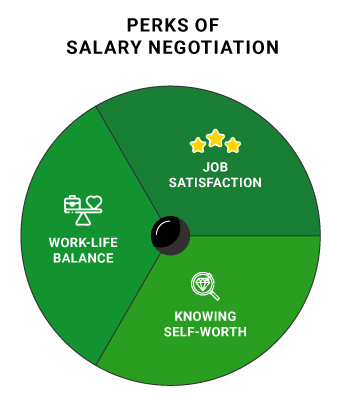 PERKS OF
SALARY NEGOTIATION
JOB
SATISFACTION
WORK-LIFE
BALANCE
KNOWING
SELF-WORTH